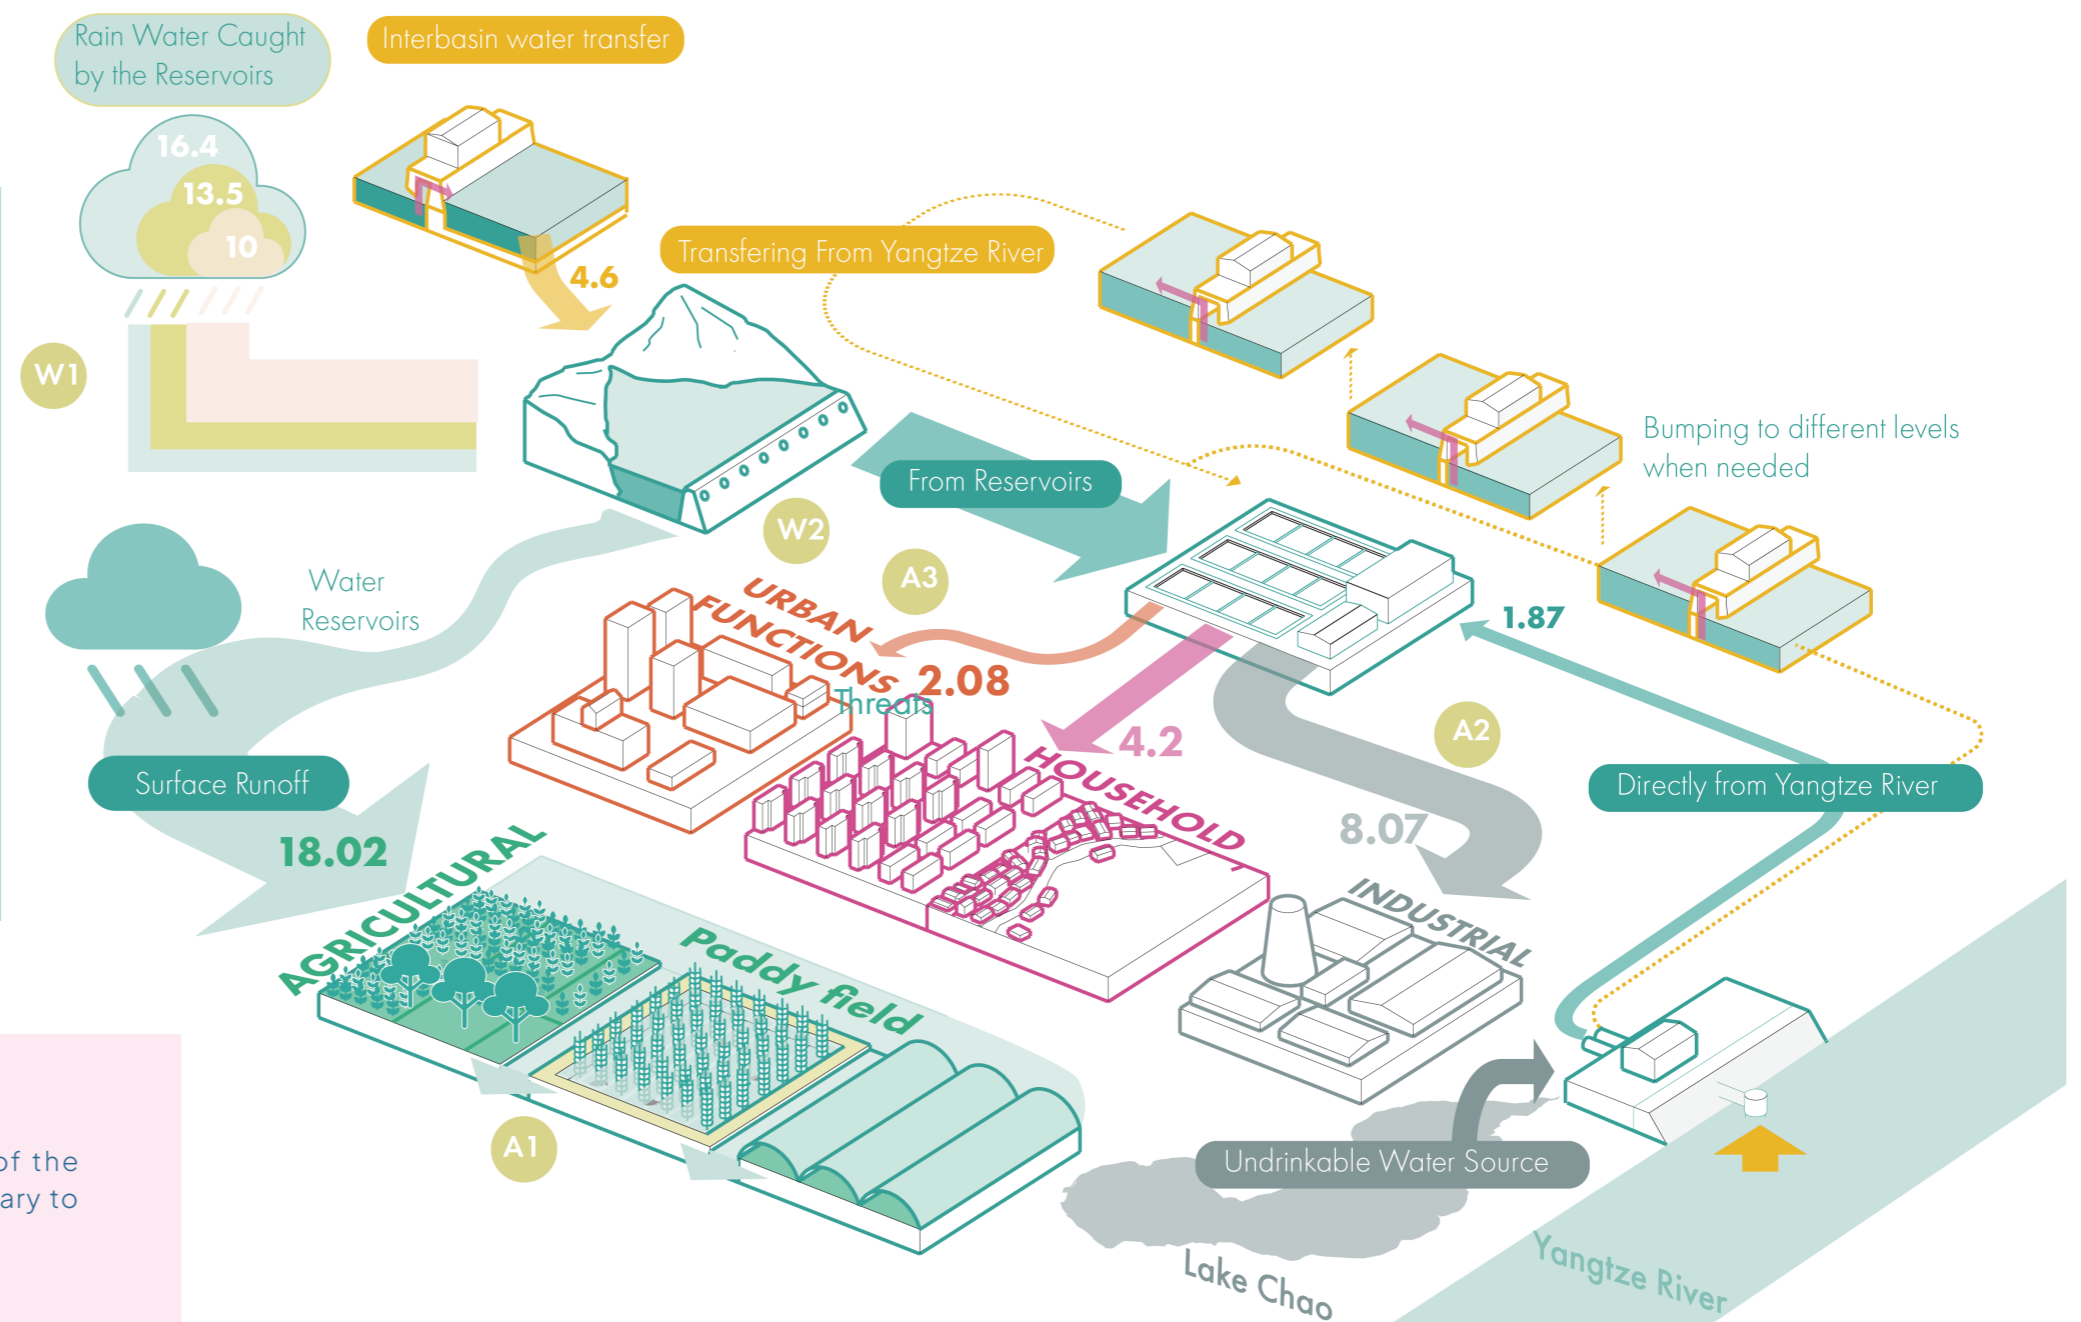 Rain Water Caught
by the Reservoirs
Interbasin water transfer
16.4
13.5
10
4.6
Transfering From Yangtze River
W1
Bumping to different levels
when needed
From Reservoirs
W2
A3
Water
Reservoirs
URBAN
FUNCTIONS
2.08
Threats
1.87
4.2
A2
HOUSEHOLD
Surface Runoff
18.02
Directly from Yangtze River
8.07
AGRICULTURAL
INDUSTRIAL
Paddy field
A1
Undrinkable Water Source
of the
ary to
Lake Chao
Yangtze River